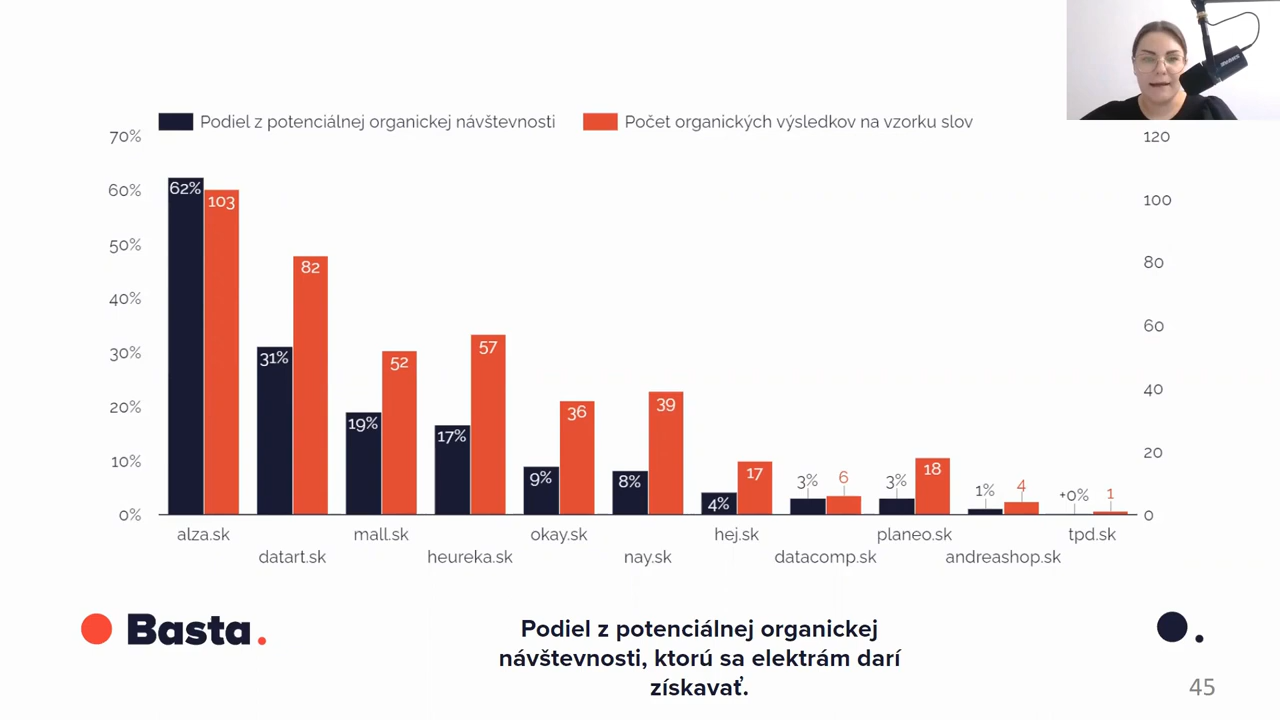 Podiel z potenciálnej organickej návštevnosti
Počet organických výsledkov na vzorku slov
70%
60%
50%
40%
30%
20%
10%
0%
120
100
80
60
40
20
0
62%
103
31%
82
19%
52
17%
57
9%
36
8%
39
4%
17
3%
6
3%
18
1%
4
+0%
1
alza.sk
datart.sk
mall.sk
heureka.sk
okay.sk
nay.sk
hej.sk
datacomp.sk
planeo.sk
andreashop.sk
tpd.sk
Basta.
Podiel z potenciálnej organickej
návštevnosti, ktorú sa elektrám darí
získavať.
45